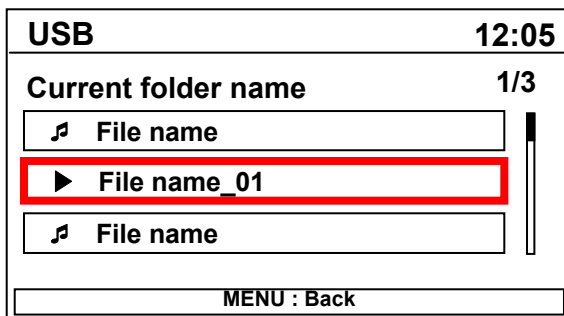 USB 12:05
Current folder name 1/3
File name
File name_01
File name
MENU : Back